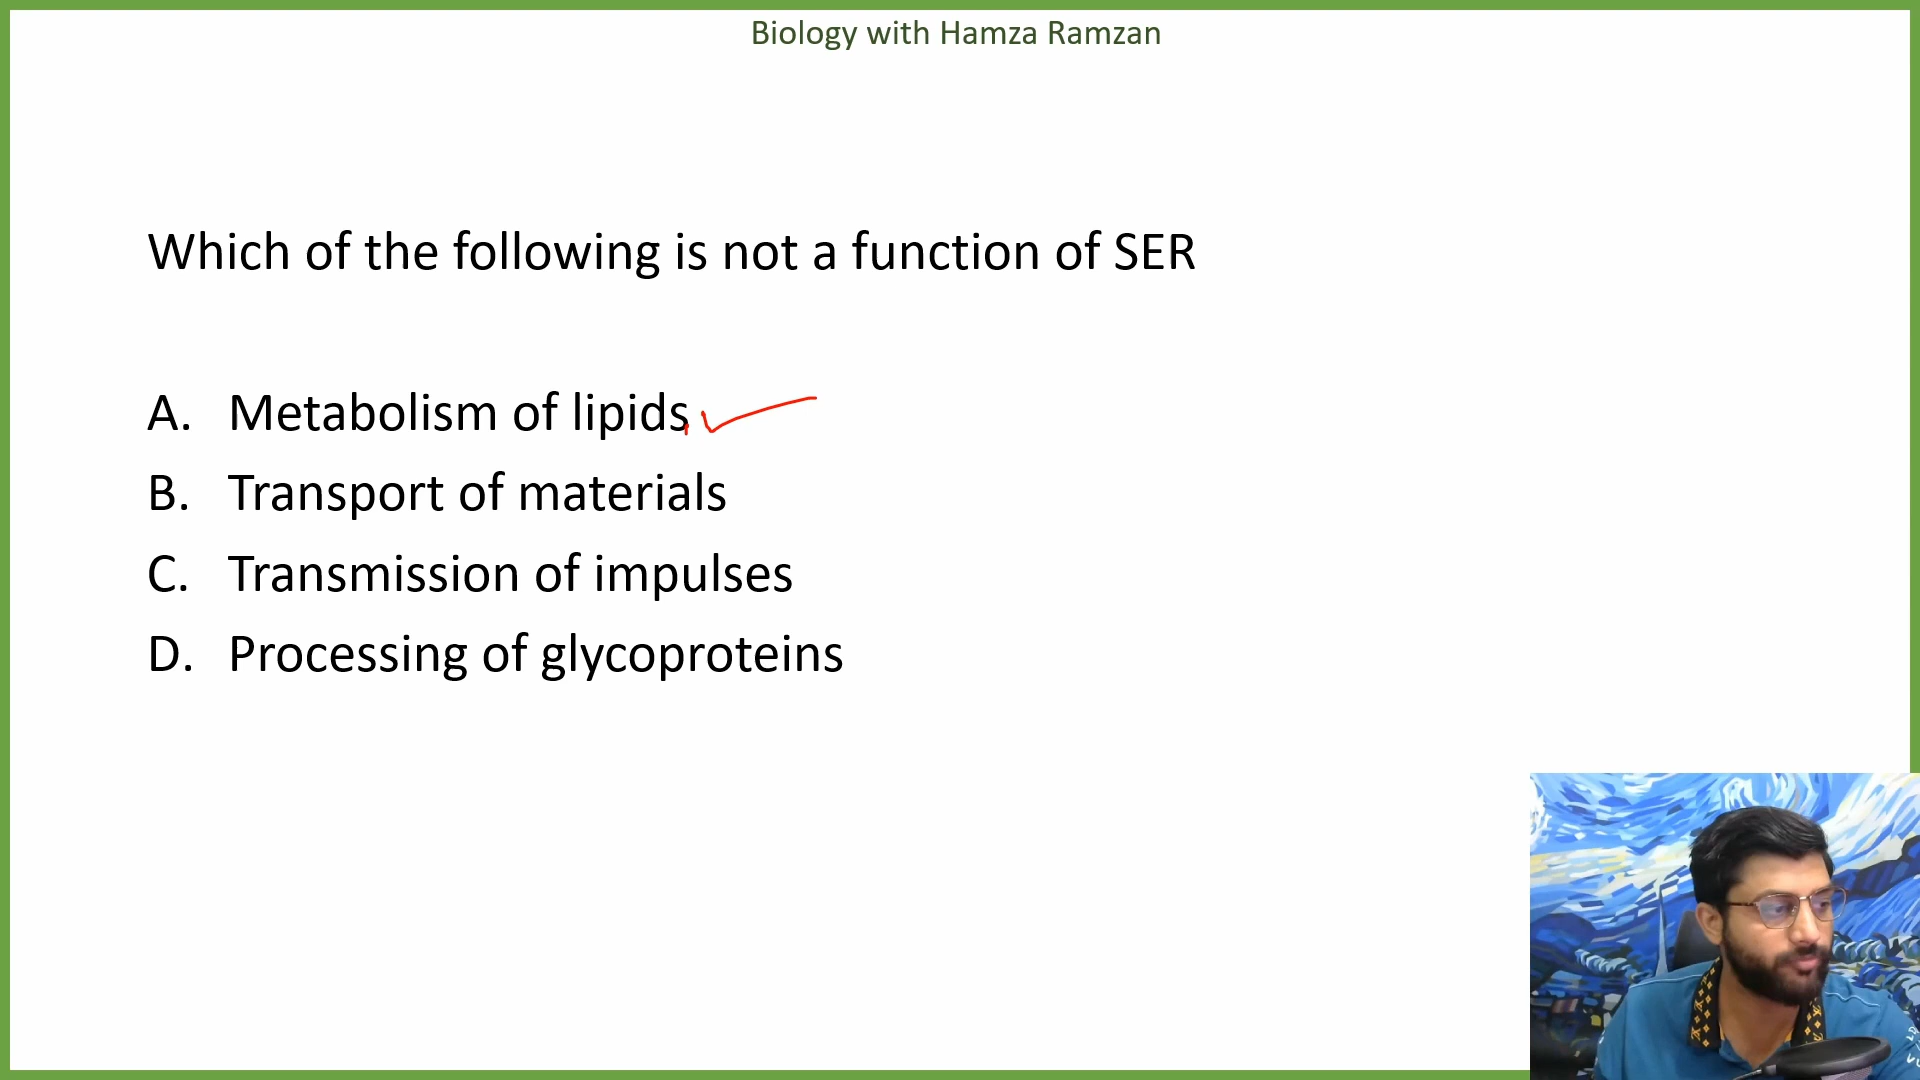 Biology with Hamza Ramzan
Which of the following is not a function of SER
A. Metabolism of lipids
B. Transport of materials
C. Transmission of impulses
D. Processing of glycoproteins